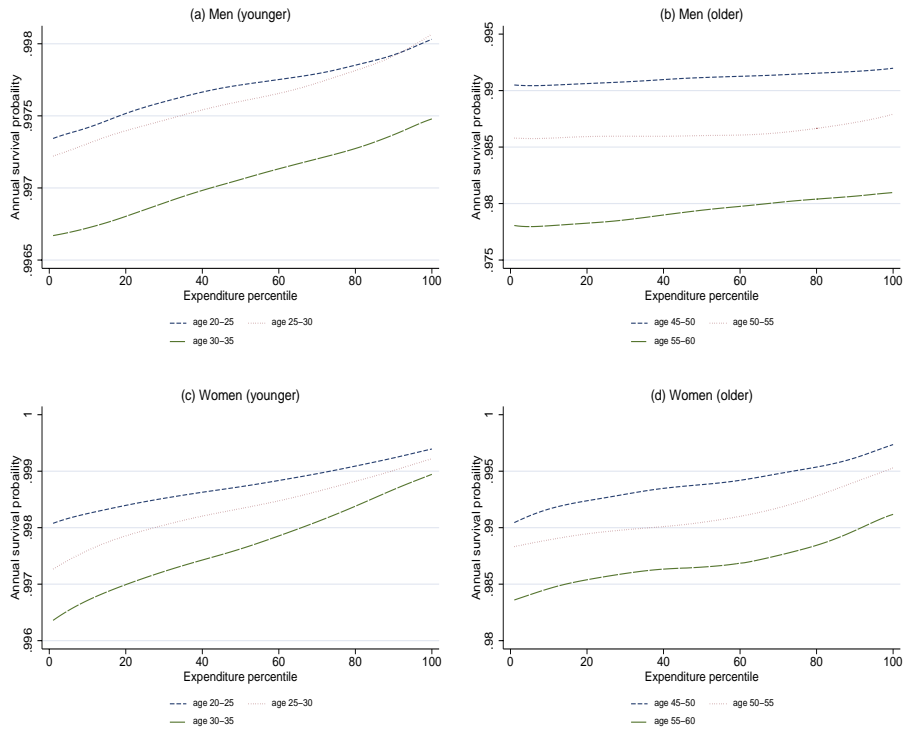 (a) Men (younger)
Annual survival probaility
.998
.9975
.997
.9965
0 20 40 60 80 100
Expenditure percentile
age 20–25 age 25–30
age 30–35
(b) Men (older)
Annual survival probaility
.995
.99
.985
.98
.975
0 20 40 60 80 100
Expenditure percentile
age 45–50 age 50–55
age 55–60
(c) Women (younger)
Annual survival probaility
1
.999
.998
.997
.996
0 20 40 60 80 100
Expenditure percentile
age 20–25 age 25–30
age 30–35
(d) Women (older)
Annual survival probaility
1
.995
.99
.985
.98
0 20 40 60 80 100
Expenditure percentile
age 45–50 age 50–55
age 55–60